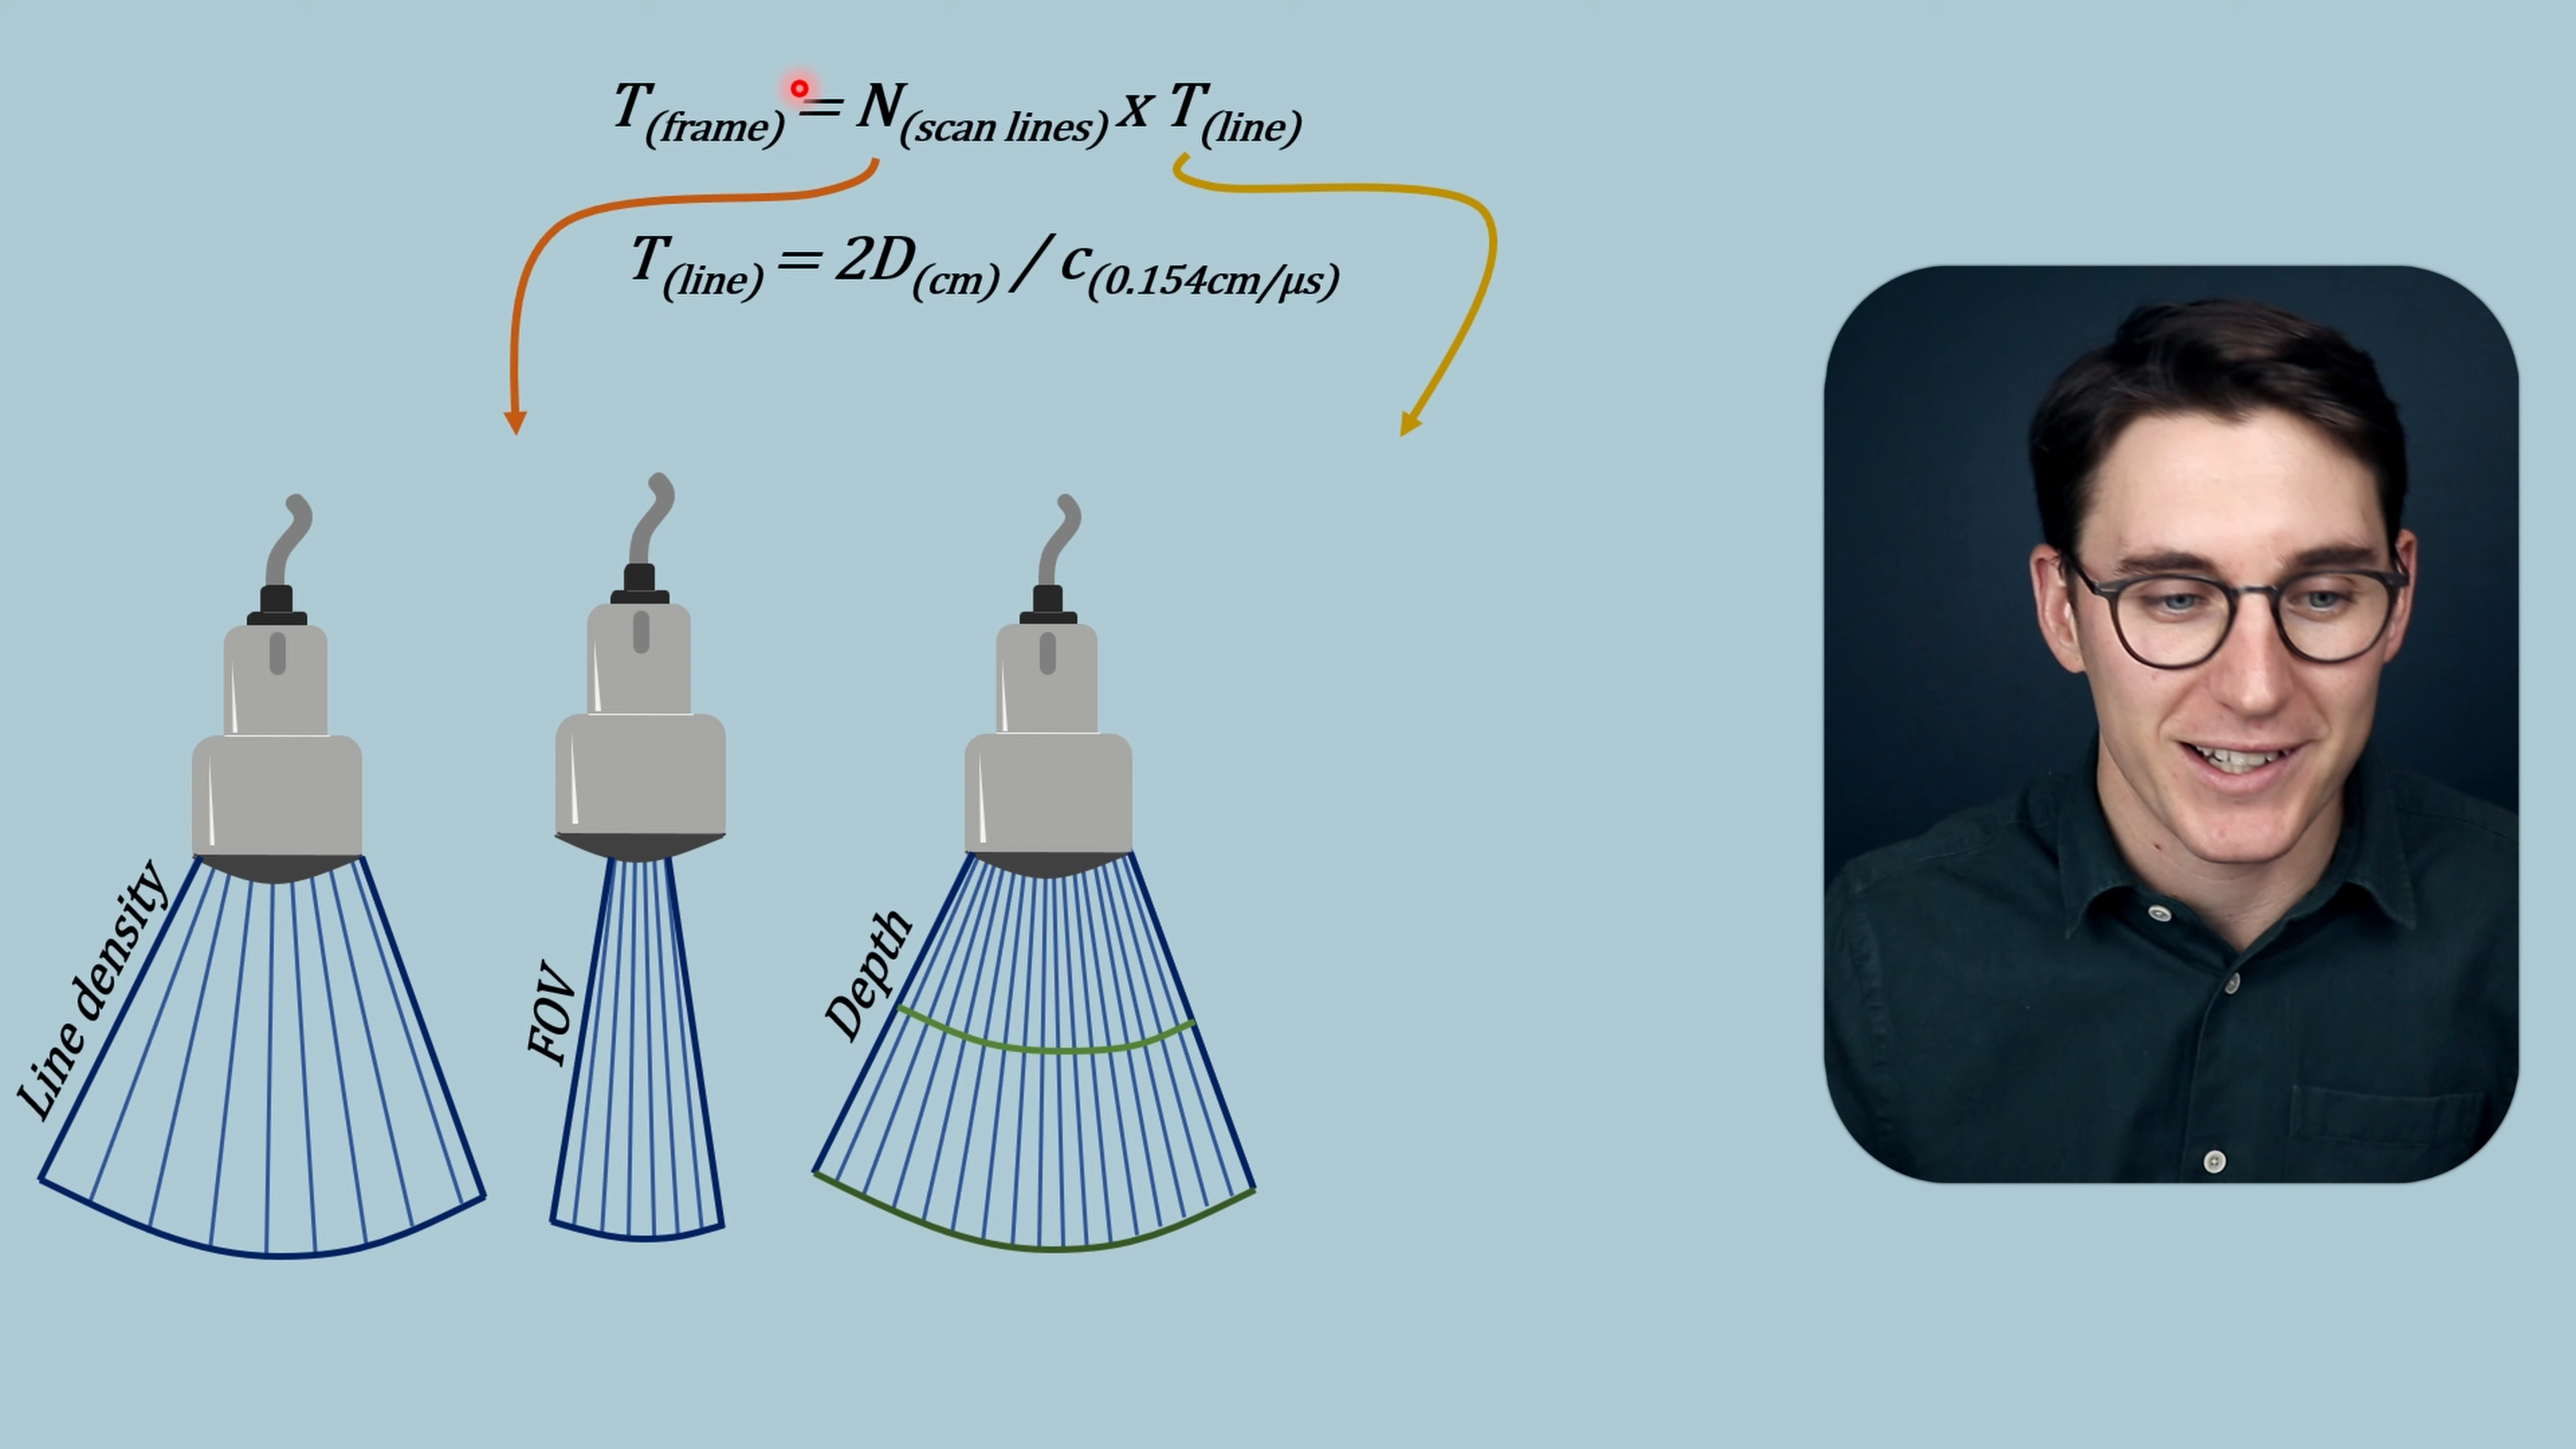 T(frame) = N(scan lines) x T(line)
T(line) = 2D(cm) / c(0.154cm/μs)
Line density
FOV
Depth